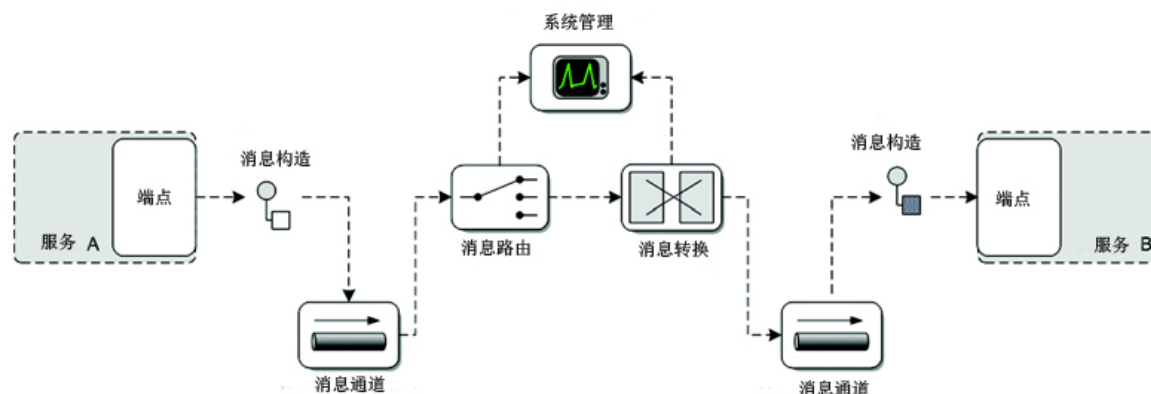 系统管理
消息构造
消息构造
端点
端点
服务 A
服务 B
消息路由
消息转换
消息通道
消息通道